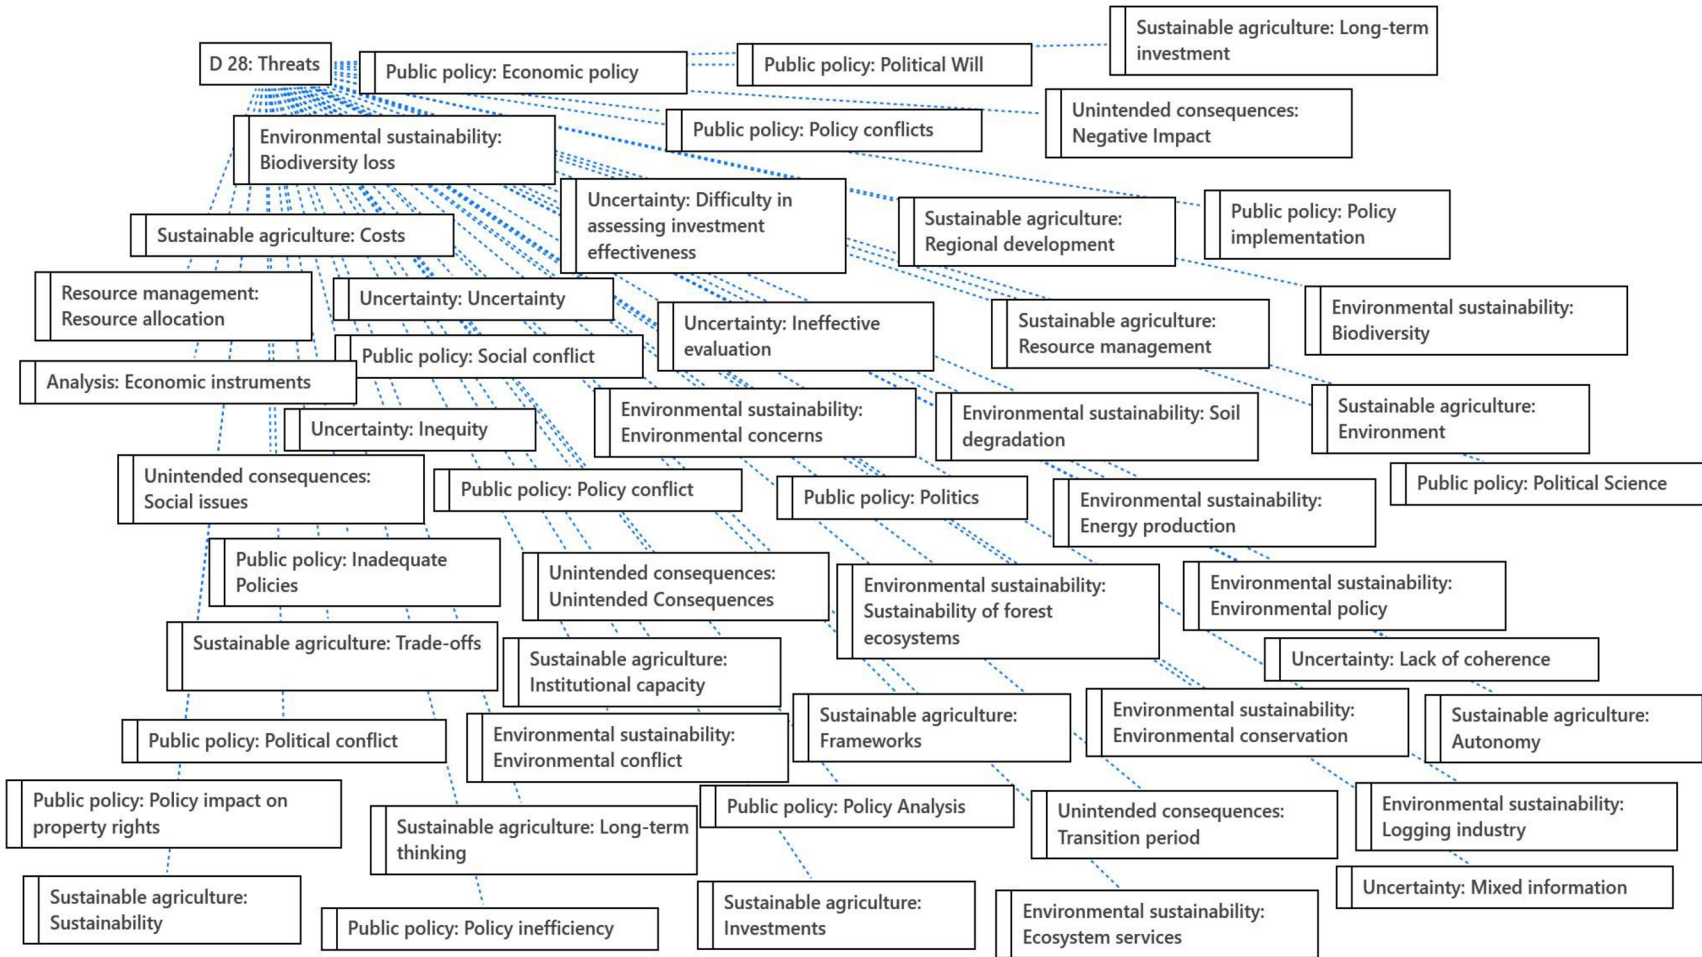 Sustainable agriculture: Long-term
investment
D 28: Threats
Public policy: Economic policy
Public policy: Political Will
Unintended consequences:
Negative Impact
Public policy: Policy conflicts
Environmental sustainability:
Biodiversity loss
Uncertainty: Difficulty in
assessing investment
effectiveness
Sustainable agriculture:
Regional development
Public policy: Policy
implementation
Sustainable agriculture: Costs
Resource management:
Resource allocation
Uncertainty: Uncertainty
Uncertainty: Ineffective
evaluation
Sustainable agriculture:
Resource management
Environmental sustainability:
Biodiversity
Public policy: Social conflict
Analysis: Economic instruments
Uncertainty: Inequity
Environmental sustainability:
Environmental concerns
Environmental sustainability: Soil
degradation
Sustainable agriculture:
Environment
Unintended consequences:
Social issues
Public policy: Policy conflict
Public policy: Politics
Environmental sustainability:
Energy production
Public policy: Political Science
Public policy: Inadequate
Policies
Unintended consequences:
Unintended Consequences
Environmental sustainability:
Sustainability of forest
ecosystems
Environmental sustainability:
Environmental policy
Sustainable agriculture: Trade-offs
Sustainable agriculture:
Institutional capacity
Uncertainty: Lack of coherence
Public policy: Political conflict
Environmental sustainability:
Environmental conflict
Sustainable agriculture:
Frameworks
Environmental sustainability:
Environmental conservation
Sustainable agriculture:
Autonomy
Public policy: Policy impact on
property rights
Sustainable agriculture: Long-term
thinking
Public policy: Policy Analysis
Unintended consequences:
Transition period
Environmental sustainability:
Logging industry
Sustainable agriculture:
Sustainability
Public policy: Policy inefficiency
Sustainable agriculture:
Investments
Environmental sustainability:
Ecosystem services
Uncertainty: Mixed information